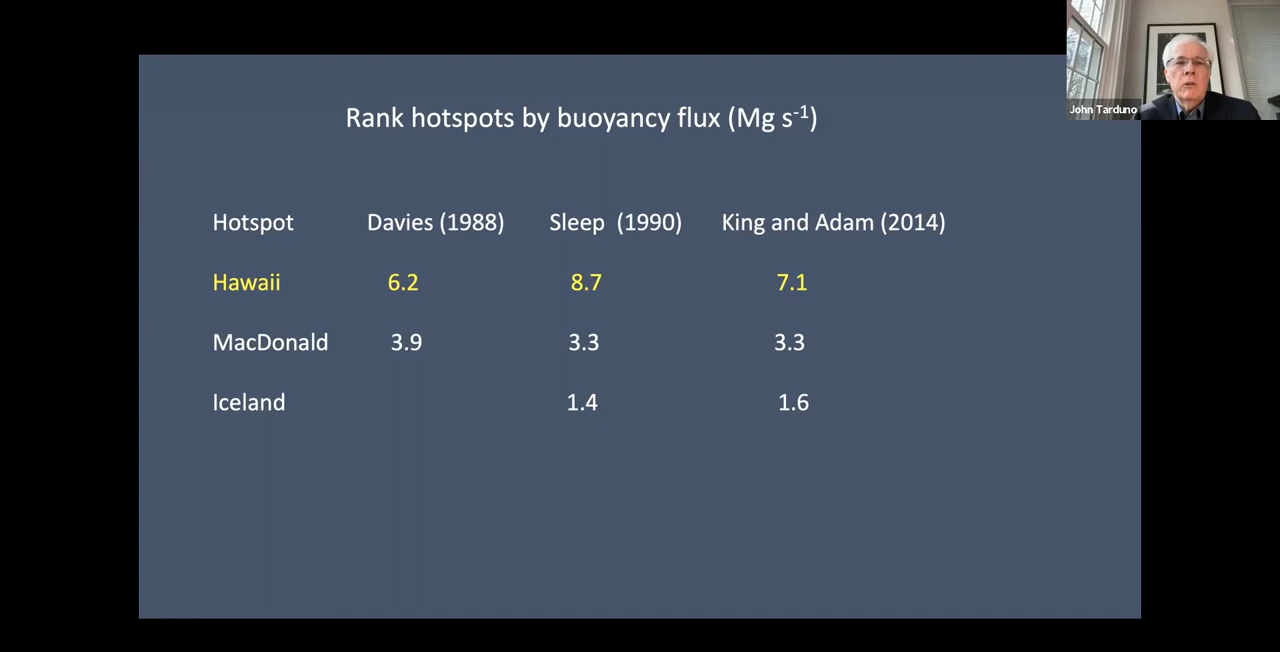 John Tarduno
Rank hotspots by buoyancy flux (Mg s-1)
Hotspot Davies (1988) Sleep (1990) King and Adam (2014)
Hawaii 6.2 8.7 7.1
MacDonald 3.9 3.3 3.3
Iceland 1.4 1.6